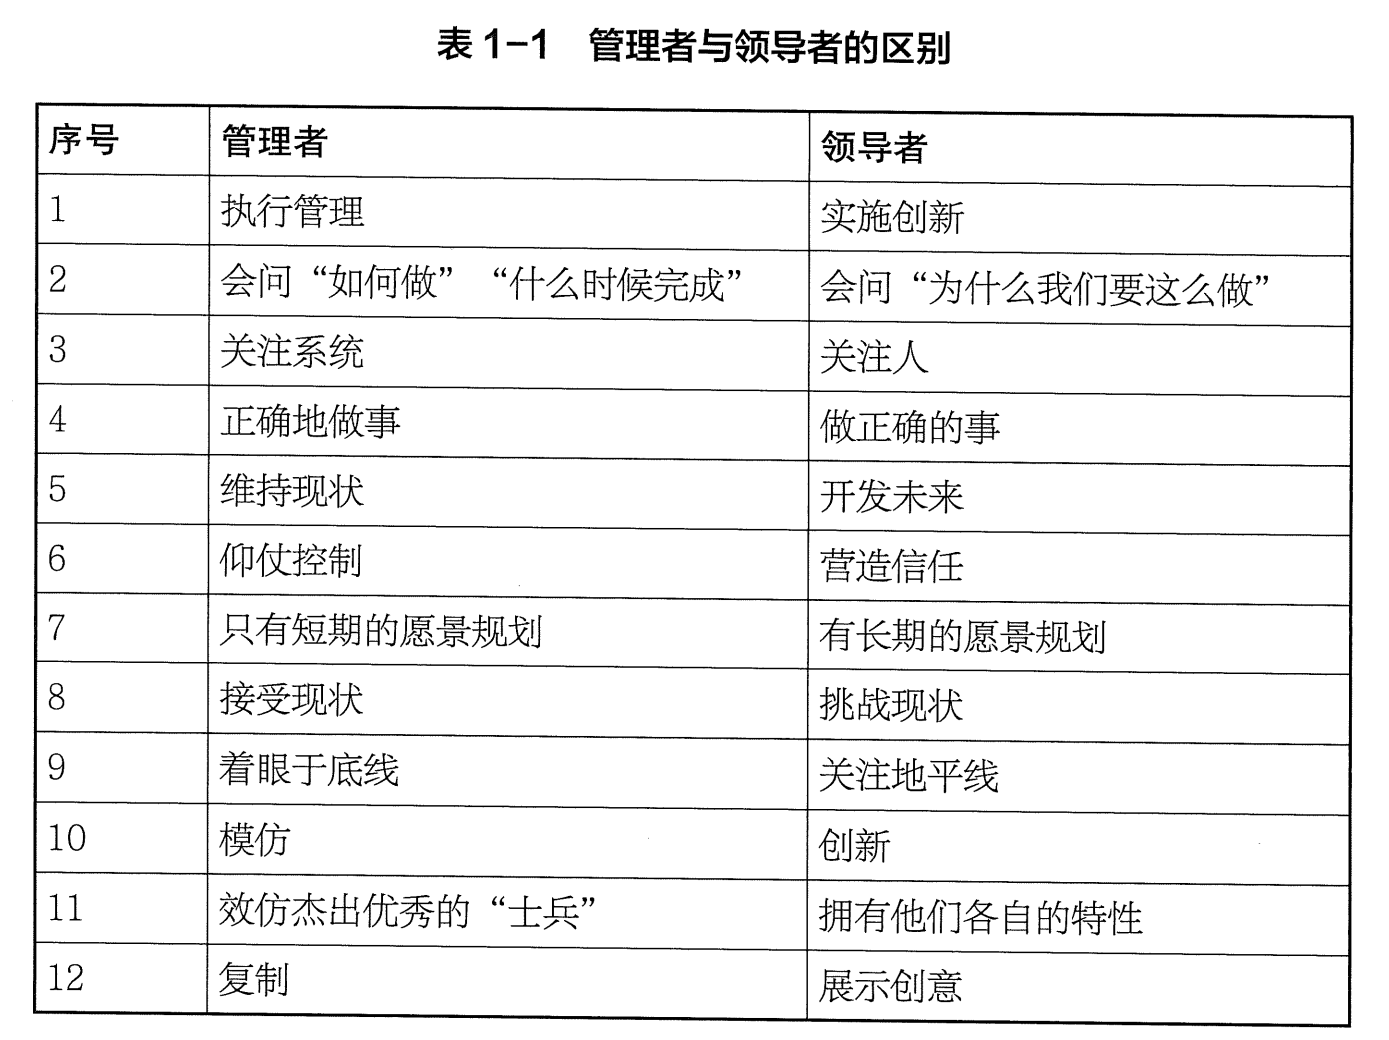 表1-1 管理者与领导者的区别
序号 管理者 领导者
1 执行管理 实施创新
2 会问“如何做” “什么时候完成” 会问“为什么我们要这么做”
3 关注系统 关注人
4 正确地做事 做正确的事
5 维持现状 开发未来
6 仰仗控制 营造信任
7 只有短期的愿景规划 有长期的愿景规划
8 接受现状 挑战现状
9 着眼于底线 关注地平线
10 模仿 创新
11 效仿杰出优秀的“士兵” 拥有他们各自的特性
12 复制 展示创意